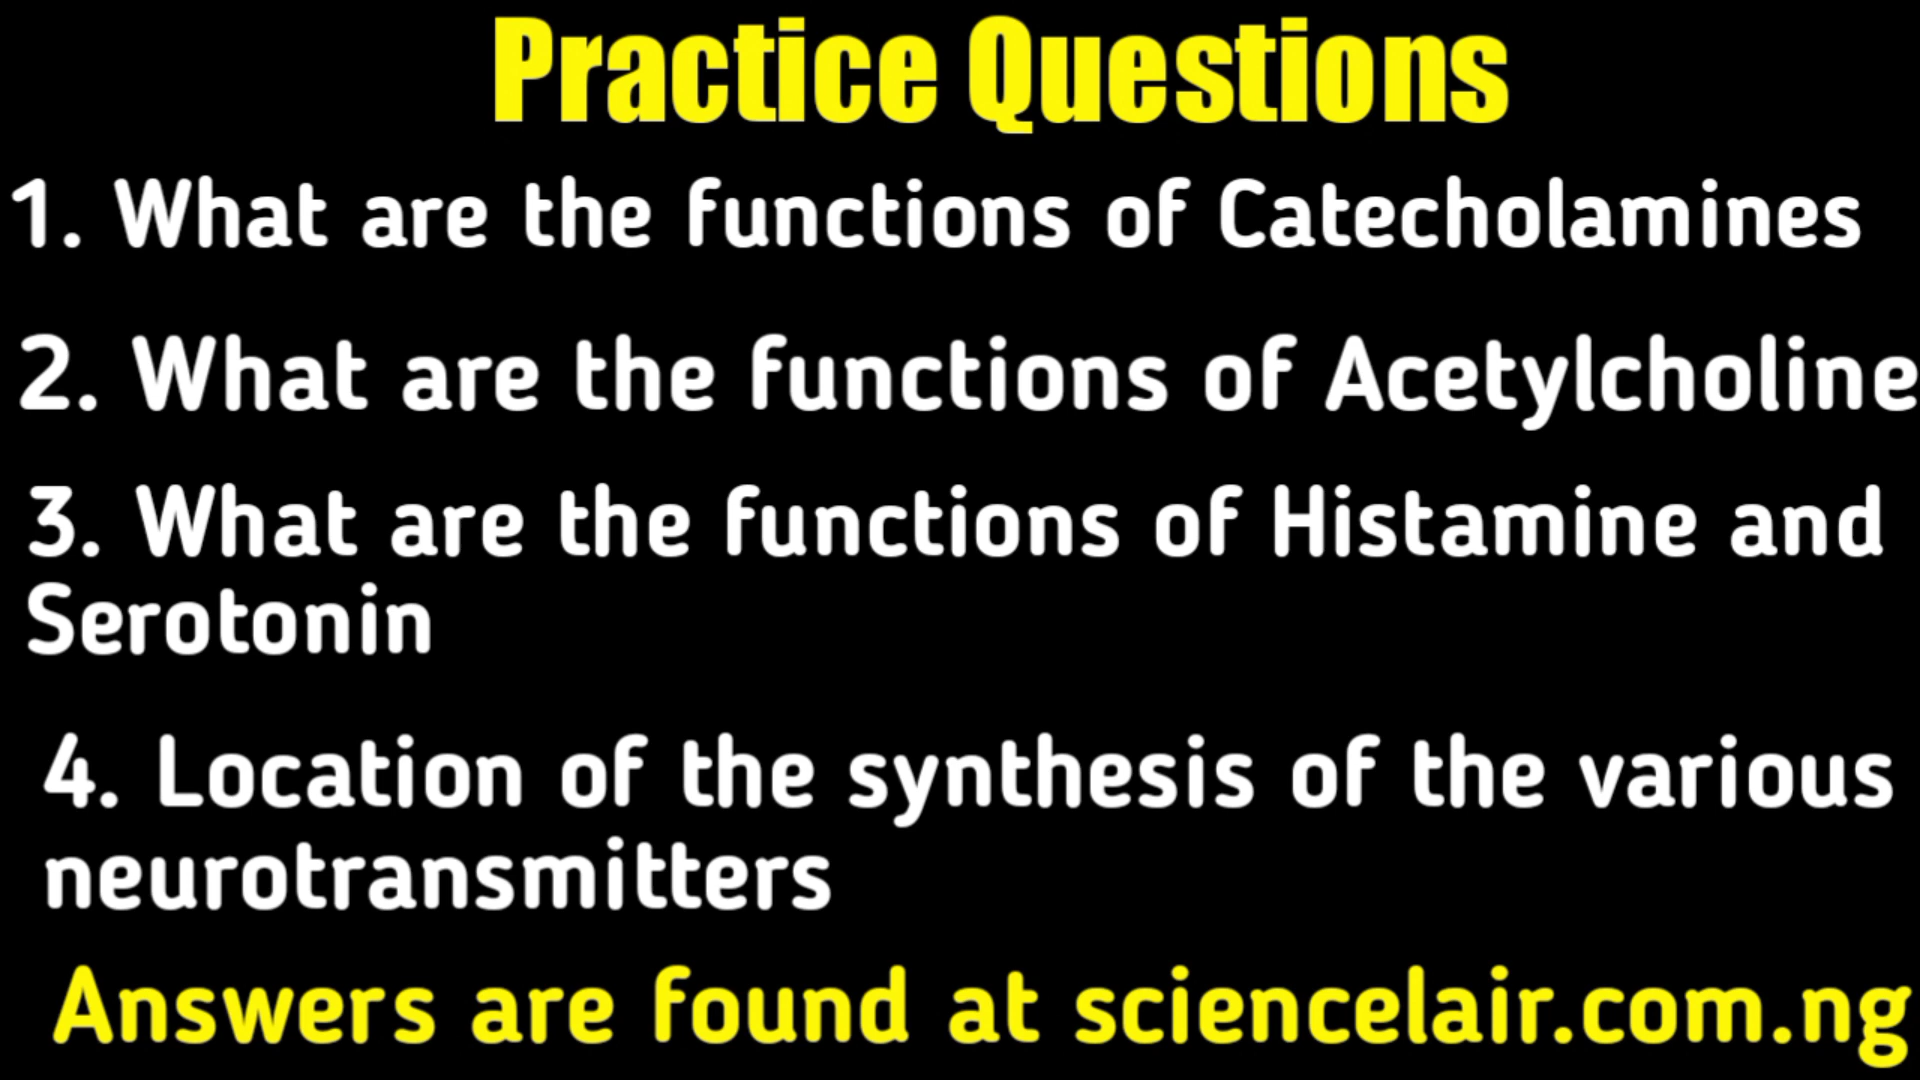 Practice Questions
1. What are the functions of Catecholamines
2. What are the functions of Acetylcholine
3. What are the functions of Histamine and
Serotonin
4. Location of the synthesis of the various
neurotransmitters
Answers are found at sciencelair.com.ng